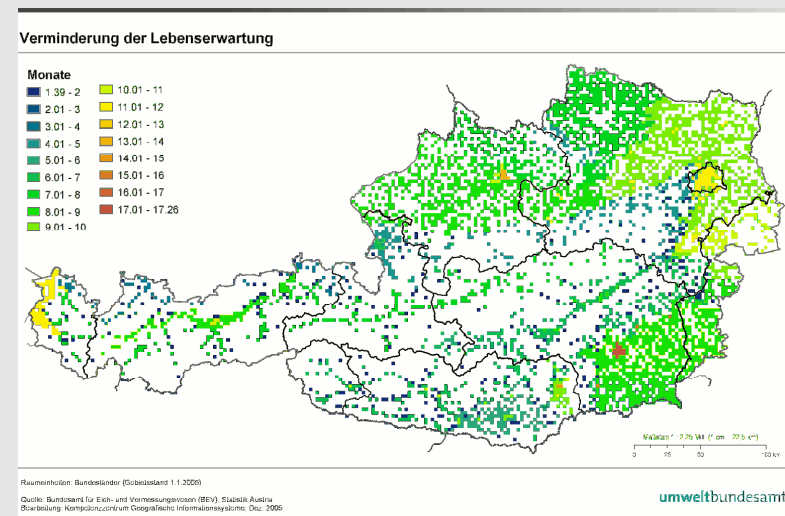 Verminderung der Lebenserwartung
Monate
1.39 - 2
2.01 - 3
3.01 - 4
4.01 - 5
5.01 - 6
6.01 - 7
7.01 - 8
8.01 - 9
9.01 - 10
10.01 - 11
11.01 - 12
12.01 - 13
13.01 - 14
14.01 - 15
15.01 - 16
16.01 - 17
17.01 - 17.26
0 25 50 100 km
Raumeinheiten: Bundesländer (Gebietsstand 1.1.2005)
Quelle: Bundesamt für Eich- und Vermessungswesen (BEV), Statistik Austria
Bearbeitung: Kompetenzzentrum Geografische Informationssysteme; Dez. 2005
umweltbundesamt